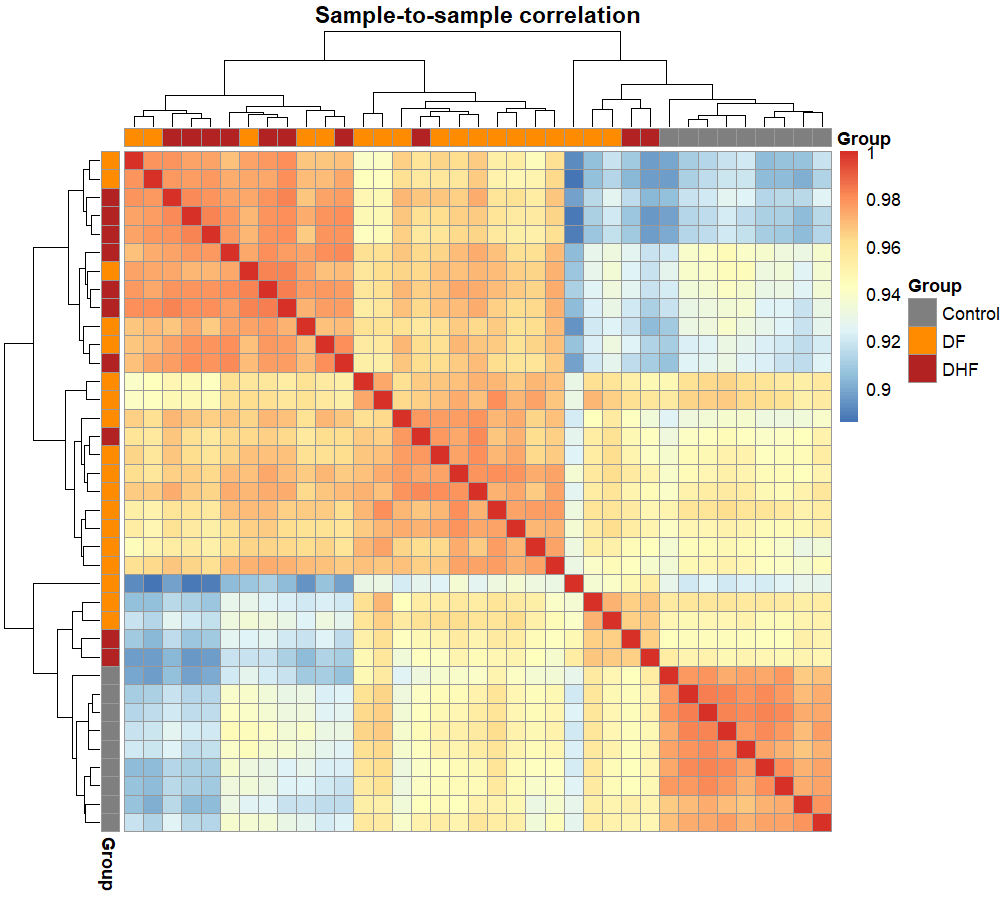 Sample-to-sample correlation
Group
1
0.98
0.96
0.94
0.92
0.9
Group
Control
DF
DHF
Group